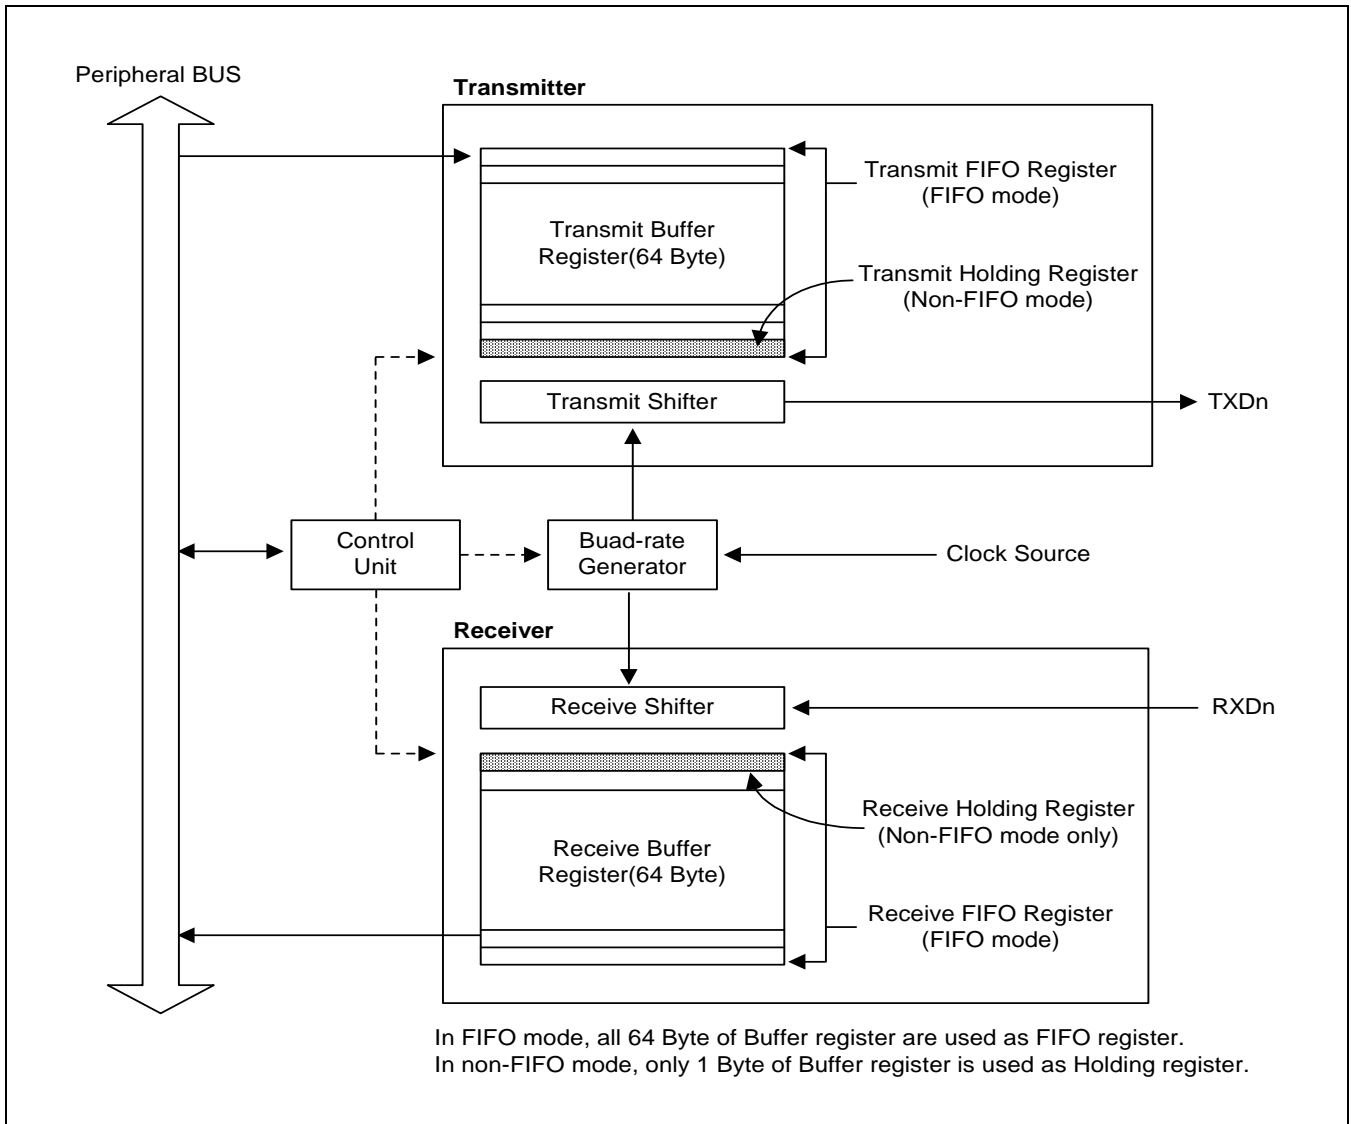 Peripheral BUS
Transmitter
Transmit FIFO Register
(FIFO mode)
Transmit Buffer
Register(64 Byte)
Transmit Holding Register
(Non-FIFO mode)
Transmit Shifter
TXDn
Control
Unit
Buad-rate
Generator
Clock Source
Receiver
Receive Shifter
RXDn
Receive Holding Register
(Non-FIFO mode only)
Receive Buffer
Register(64 Byte)
Receive FIFO Register
(FIFO mode)
In FIFO mode, all 64 Byte of Buffer register are used as FIFO register.
In non-FIFO mode, only 1 Byte of Buffer register is used as Holding register.